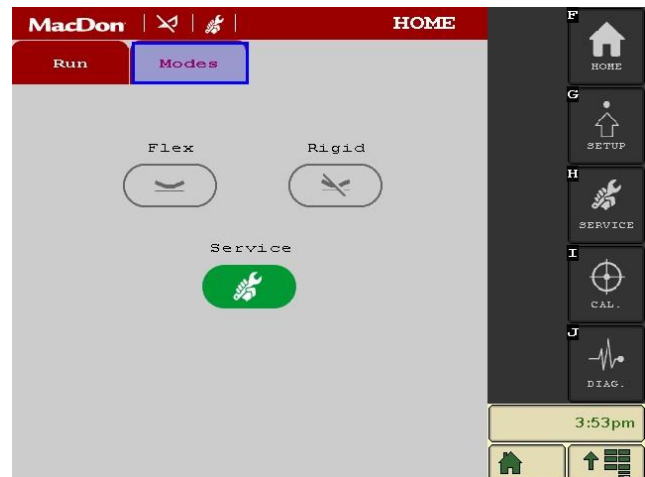 MacDon HOME
Run Modes
Flex Rigid
Service
F
HOME
G
SETUP
H
SERVICE
I
CAL.
J
DIAG.
3:53pm